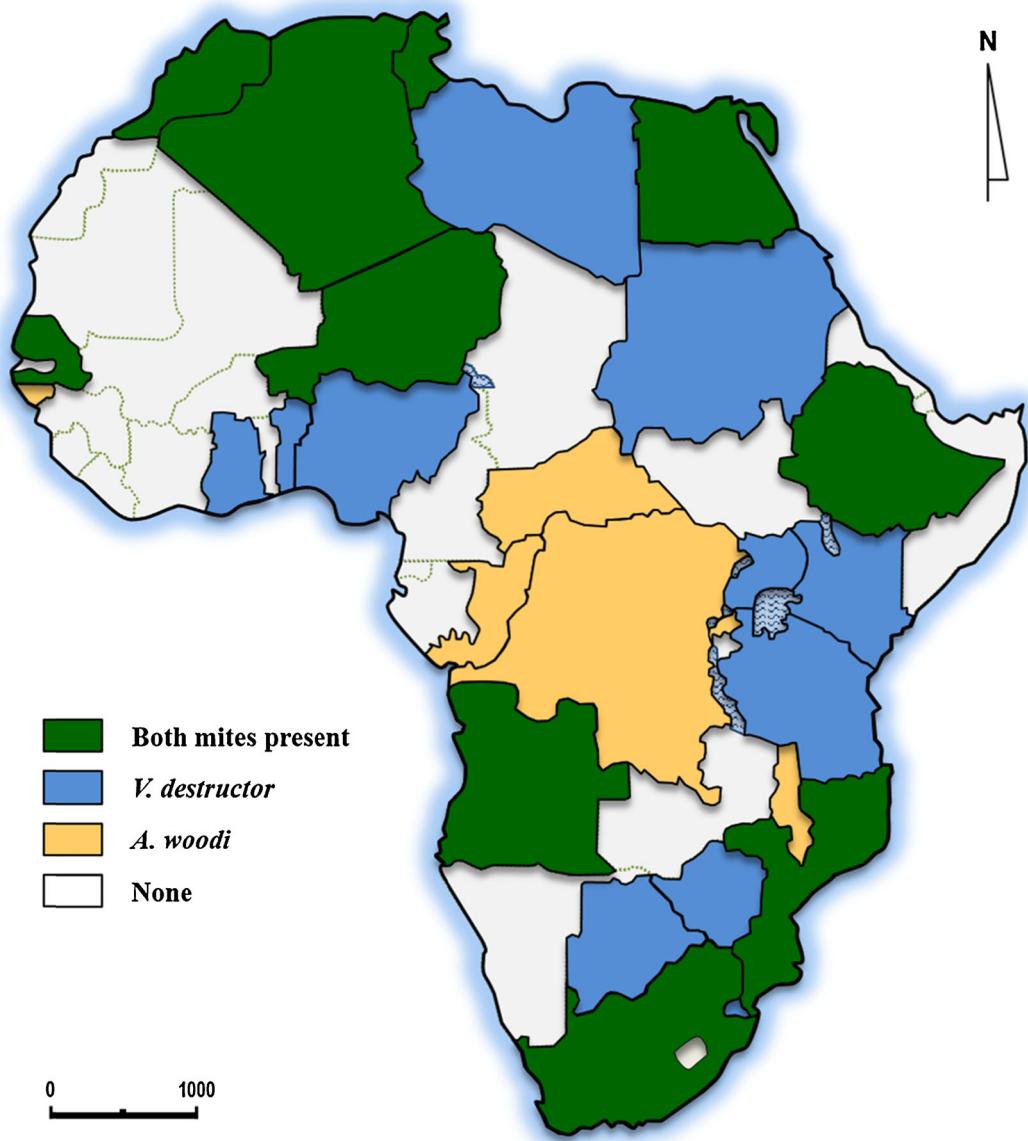 N
Both mites present
V. destructor
A. woodi
None
0 1000